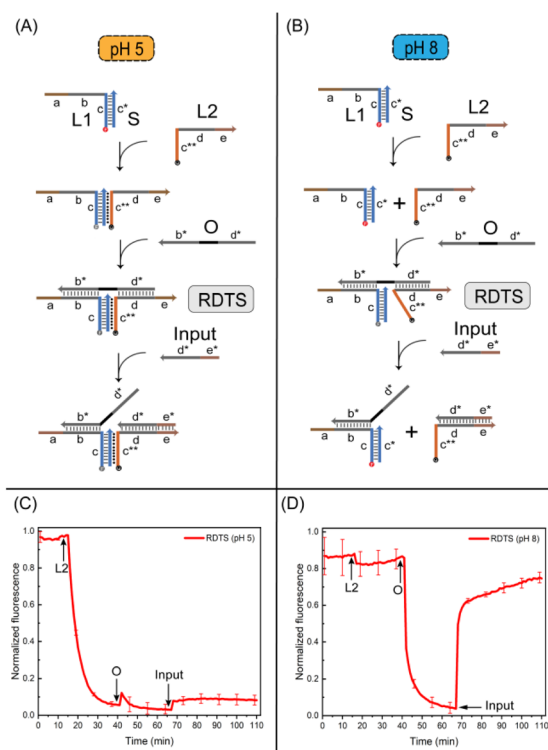 (A)
pH 5
a
b
L1
c
c*
S
L2
c**
d
e
a
b
c
c**
d
e
O
b*
d*
b*
d*
a
b
c
c**
d
e
RDTS
Input
d*
e*
δ*
b*
d*
e*
a
b
c
c**
d
e
(B)
pH 8
a
b
L1
c
c*
S
L2
c**
d
e
a
b
c
c*
+
c**
d
e
O
b*
d*
b*
d*
a
b
c
c**
d
e
RDTS
Input
d*
e*
δ*
b*
a
b
c
c*
+
d*
e*
c**
d
e
(C)
Normalized fluorescence
1.0
0.8
0.6
0.4
0.2
0.0
RDTS (pH 5)
L2
O
Input
0 10 20 30 40 50 60 70 80 90 100 110
Time (min)
(D)
Normalized fluorescence
1.0
0.8
0.6
0.4
0.2
0.0
RDTS (pH 8)
L2
O
Input
0 10 20 30 40 50 60 70 80 90 100 110
Time (min)